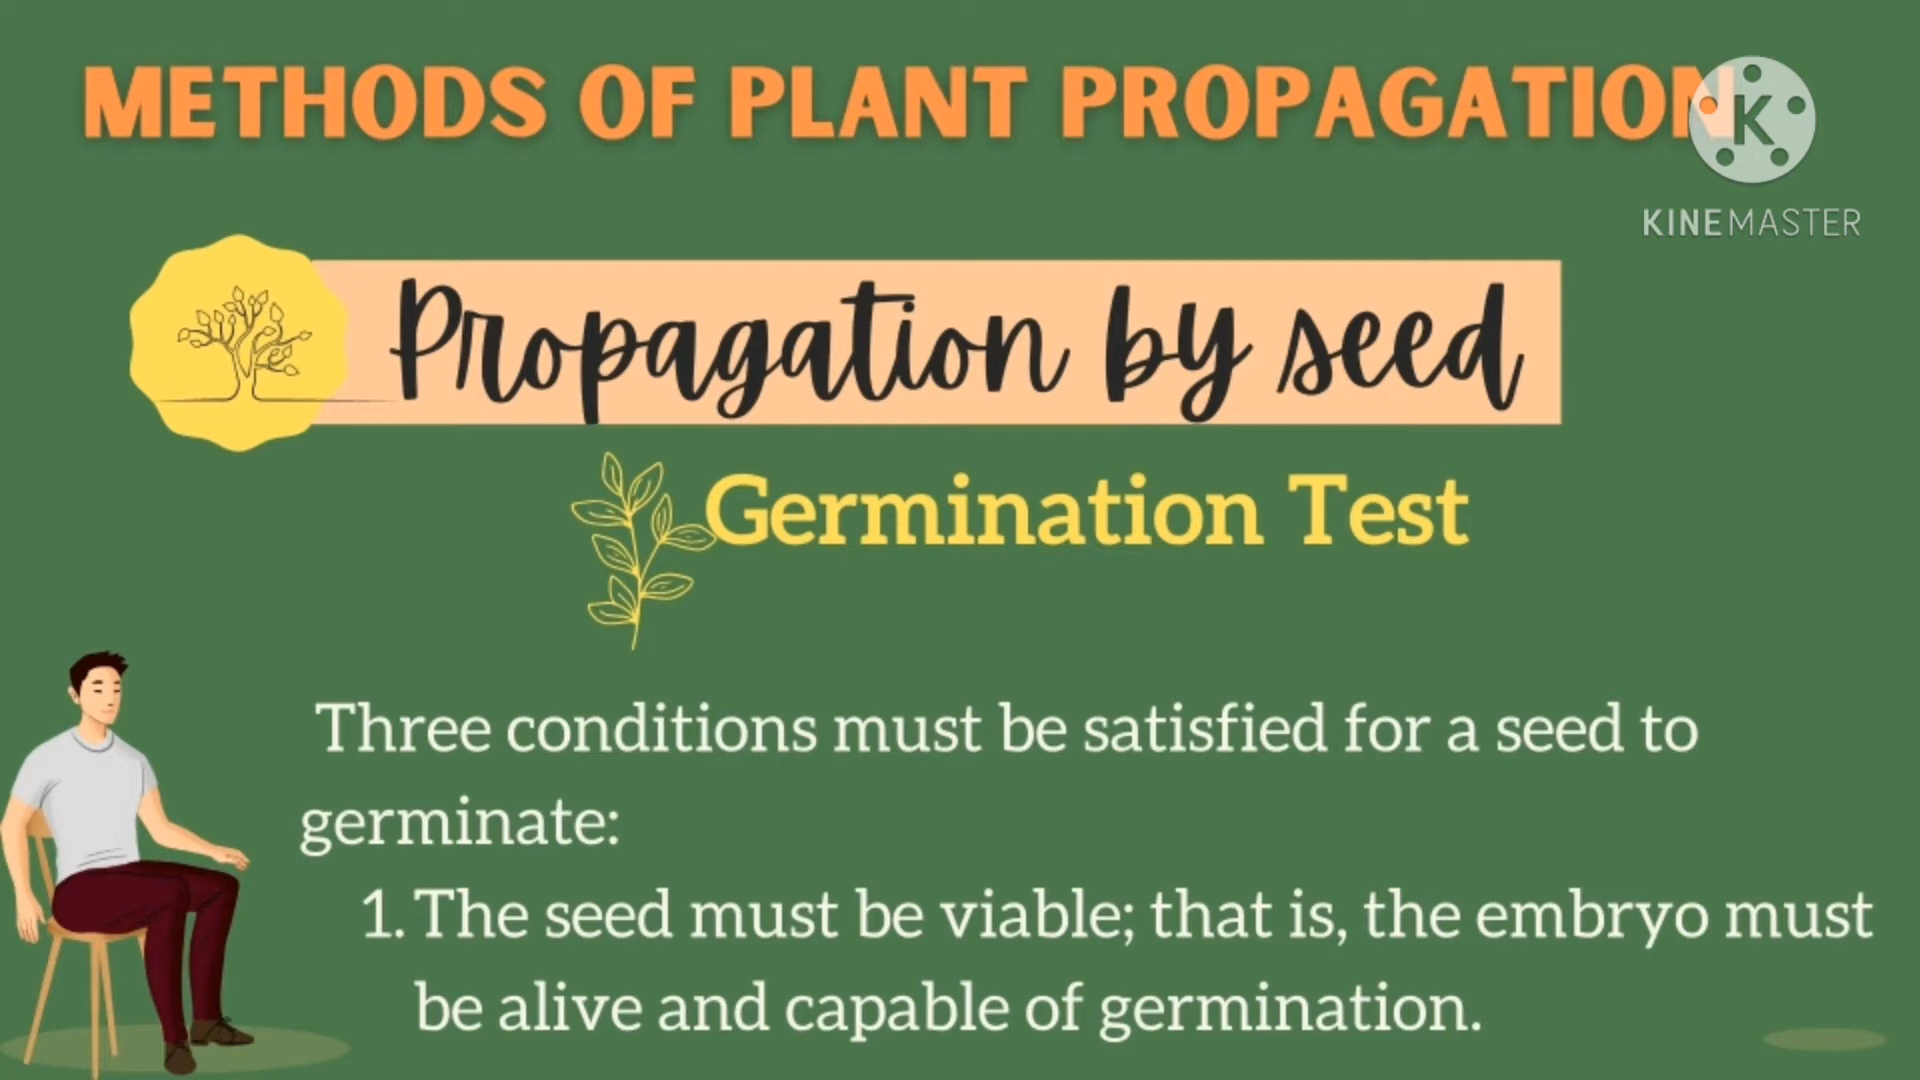 METHODS OF PLANT PROPAGATION
K
KINEMASTER
Propagation by seed
Germination Test
Three conditions must be satisfied for a seed to
germinate:
1. The seed must be viable; that is, the embryo must
be alive and capable of germination.